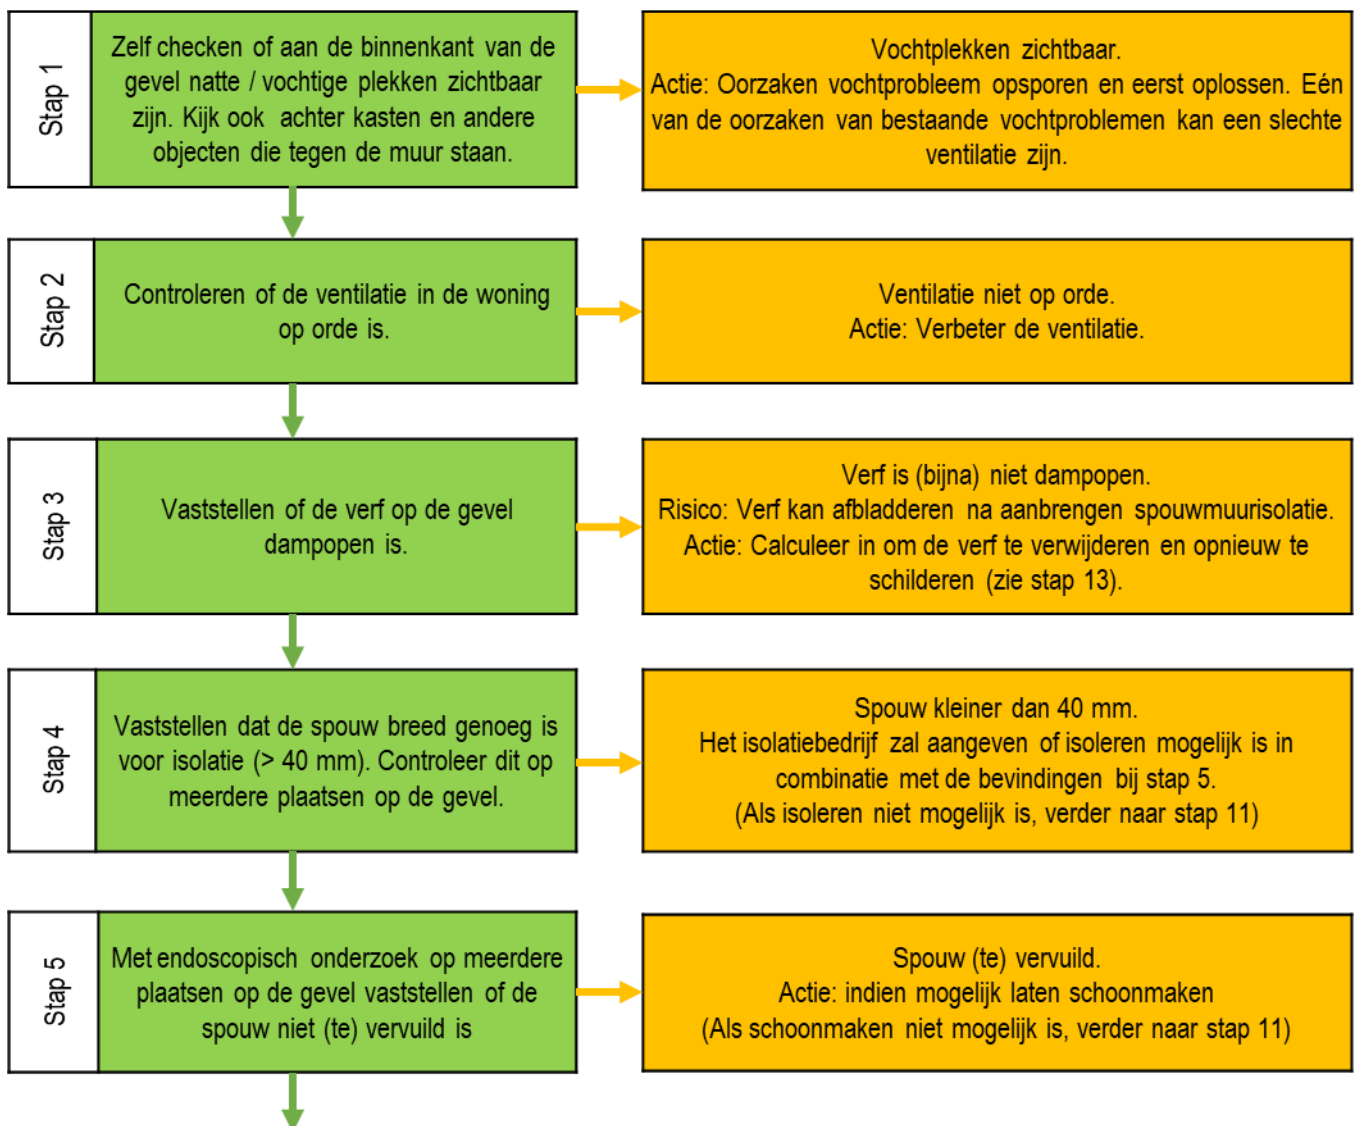 Stap 1
Zelf checken of aan de binnenkant van de
gevel natte / vochtige plekken zichtbaar
zijn. Kijk ook achter kasten en andere
objecten die tegen de muur staan.
Vochtplekken zichtbaar.
Actie: Oorzaken vochtprobleem opsporen en eerst oplossen. Eén
van de oorzaken van bestaande vochtproblemen kan een slechte
ventilatie zijn.
Stap 2
Controleren of de ventilatie in de woning
op orde is.
Ventilatie niet op orde.
Actie: Verbeter de ventilatie.
Stap 3
Vaststellen of de verf op de gevel
dampopen is.
Verf is (bijna) niet dampopen.
Risico: Verf kan afbladderen na aanbrengen spouwmuurisolatie.
Actie: Calculeer in om de verf te verwijderen en opnieuw te
schilderen (zie stap 13).
Stap 4
Vaststellen dat de spouw breed genoeg is
voor isolatie (> 40 mm). Controleer dit op
meerdere plaatsen op de gevel.
Spouw kleiner dan 40 mm.
Het isolatiebedrijf zal aangeven of isoleren mogelijk is in
combinatie met de bevindingen bij stap 5.
(Als isoleren niet mogelijk is, verder naar stap 11)
Stap 5
Met endoscopisch onderzoek op meerdere
plaatsen op de gevel vaststellen of de
spouw niet (te) vervuild is
Spouw (te) vervuild.
Actie: indien mogelijk laten schoonmaken
(Als schoonmaken niet mogelijk is, verder naar stap 11)